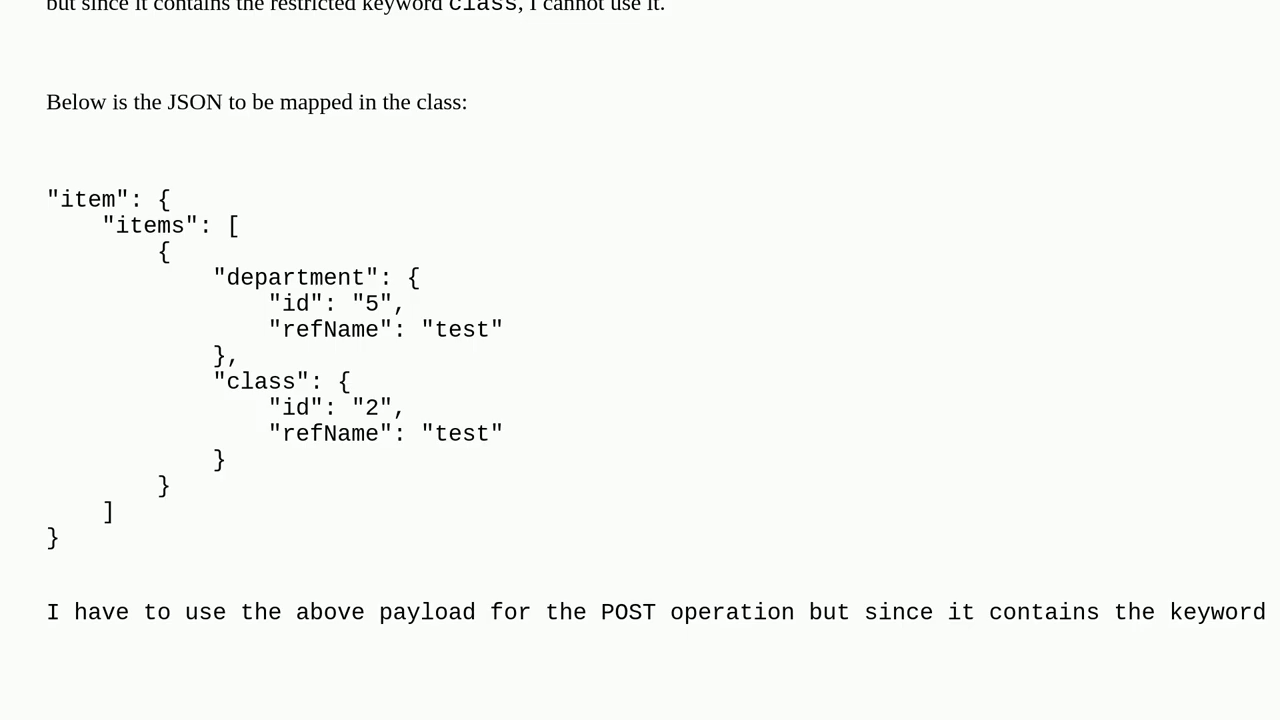 but since it contains the restricted keyword class, I cannot use it.
Below is the JSON to be mapped in the class:
"item": {
    "items": [
        {
            "department": {
                "id": "5",
                "refName": "test"
            },
            "class": {
                "id": "2",
                "refName": "test"
            }
        }
    ]
}
I have to use the above payload for the POST operation but since it contains the keyword